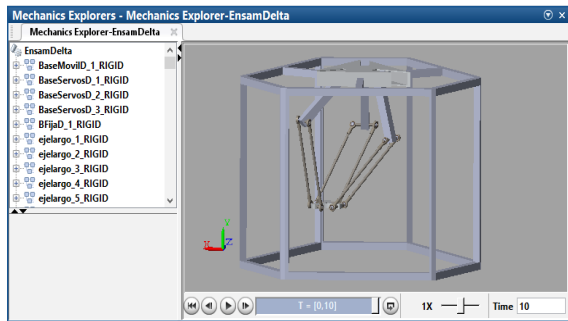 Mechanics Explorers - Mechanics Explorer-EnsamDelta
Mechanics Explorer-EnsamDelta
EnsamDelta
BaseMovilD_1_RIGID
BaseServosD_1_RIGID
BaseServosD_2_RIGID
BaseServosD_3_RIGID
BFijaD_1_RIGID
ejelargo_1_RIGID
ejelargo_2_RIGID
ejelargo_3_RIGID
ejelargo_4_RIGID
ejelargo_5_RIGID
Y
X Z
T = [0,10]
1X
Time 10